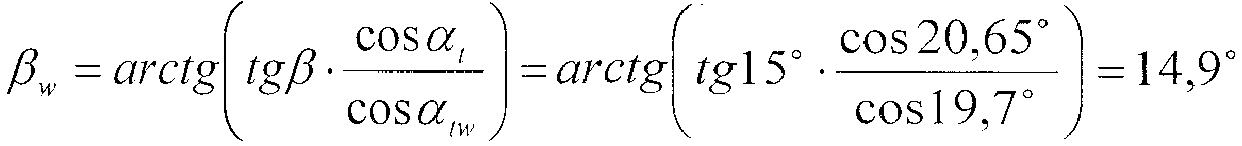 β_w = arctg(tgβ · cosα_t / cosα_tw) = arctg(tg15° · cos20,65° / cos19,7°) = 14,9°